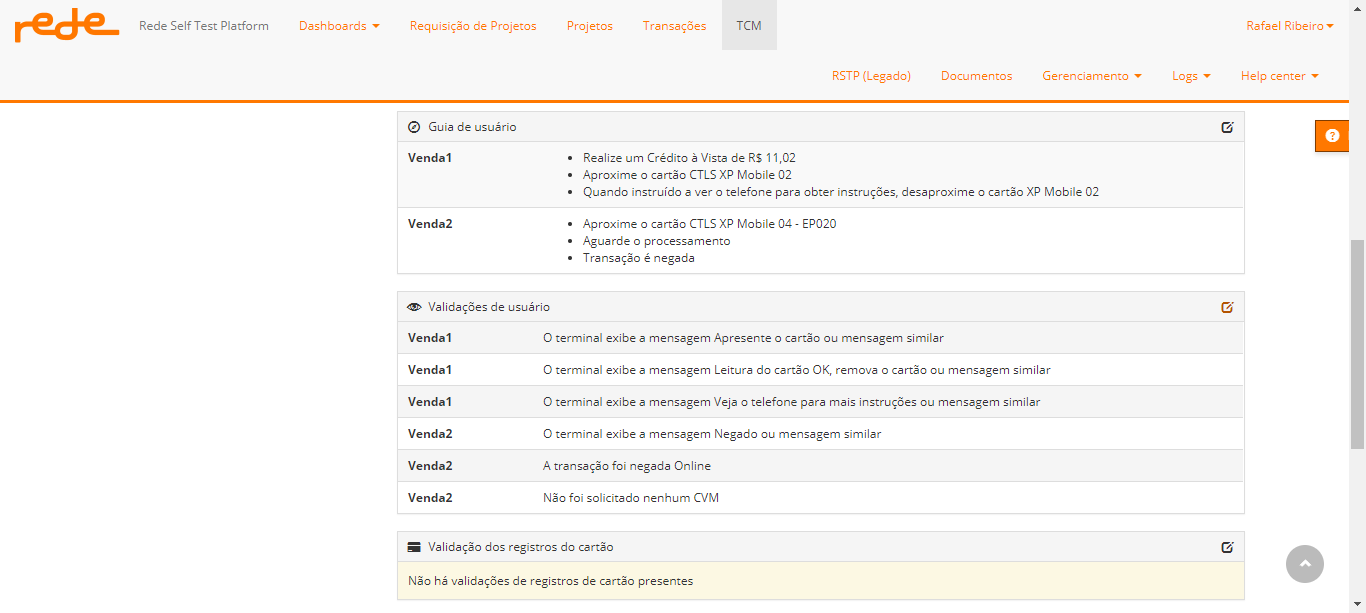 rede Rede Self Test Platform Dashboards Requisição de Projetos Projetos Transações TCM Rafael Ribeiro
RSTP (Legado) Documentos Gerenciamento Logs Help center
Guia de usuário
Venda1
Realize um Crédito à Vista de R$ 11,02
Aproxime o cartão CTLS XP Mobile 02
Quando instruído a ver o telefone para obter instruções, desaproxime o cartão XP Mobile 02
Venda2
Aproxime o cartão CTLS XP Mobile 04 - EP020
Aguarde o processamento
Transação é negada
Validações de usuário
Venda1 O terminal exibe a mensagem Apresente o cartão ou mensagem similar
Venda1 O terminal exibe a mensagem Leitura do cartão OK, remova o cartão ou mensagem similar
Venda1 O terminal exibe a mensagem Veja o telefone para mais instruções ou mensagem similar
Venda2 O terminal exibe a mensagem Negado ou mensagem similar
Venda2 A transação foi negada Online
Venda2 Não foi solicitado nenhum CVM
Validação dos registros do cartão
Não há validações de registros de cartão presentes